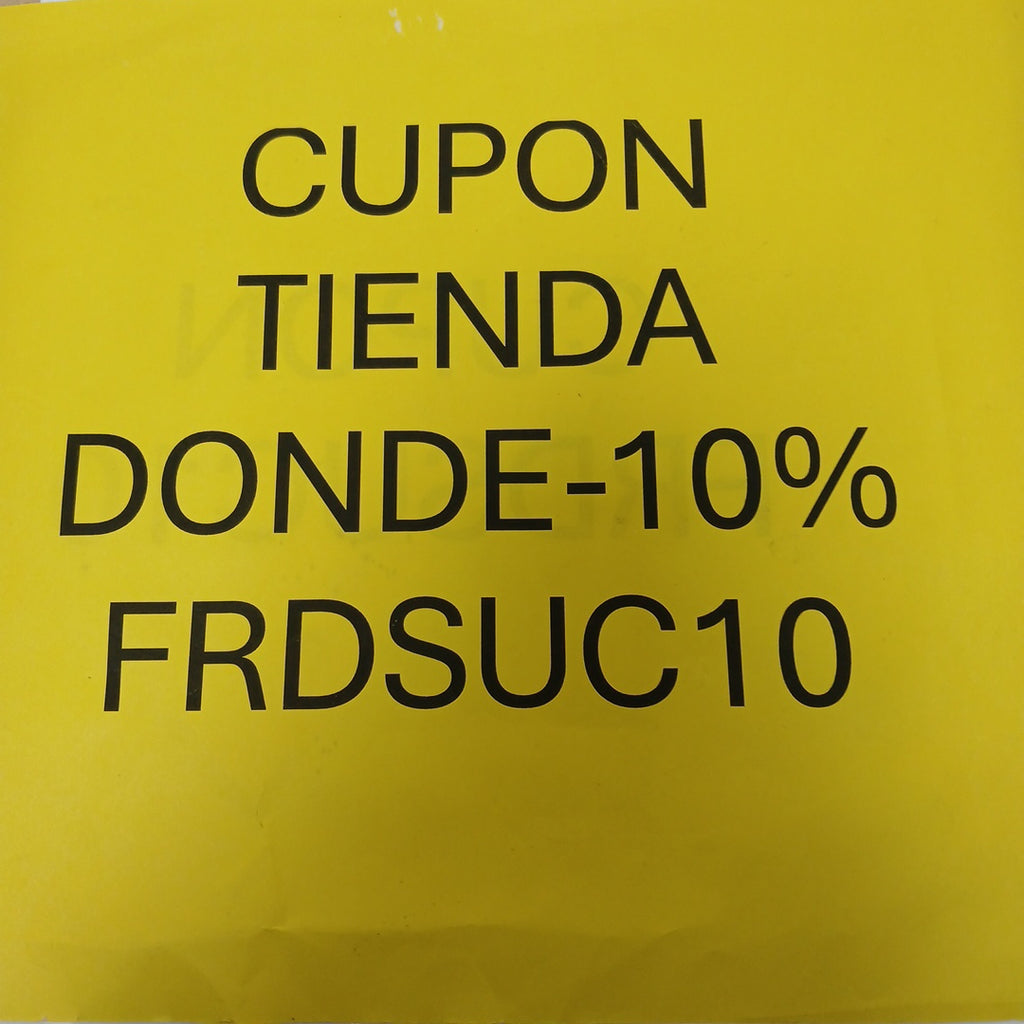 CUPON
TIENDA
DONDE-10%
FRDSUC10